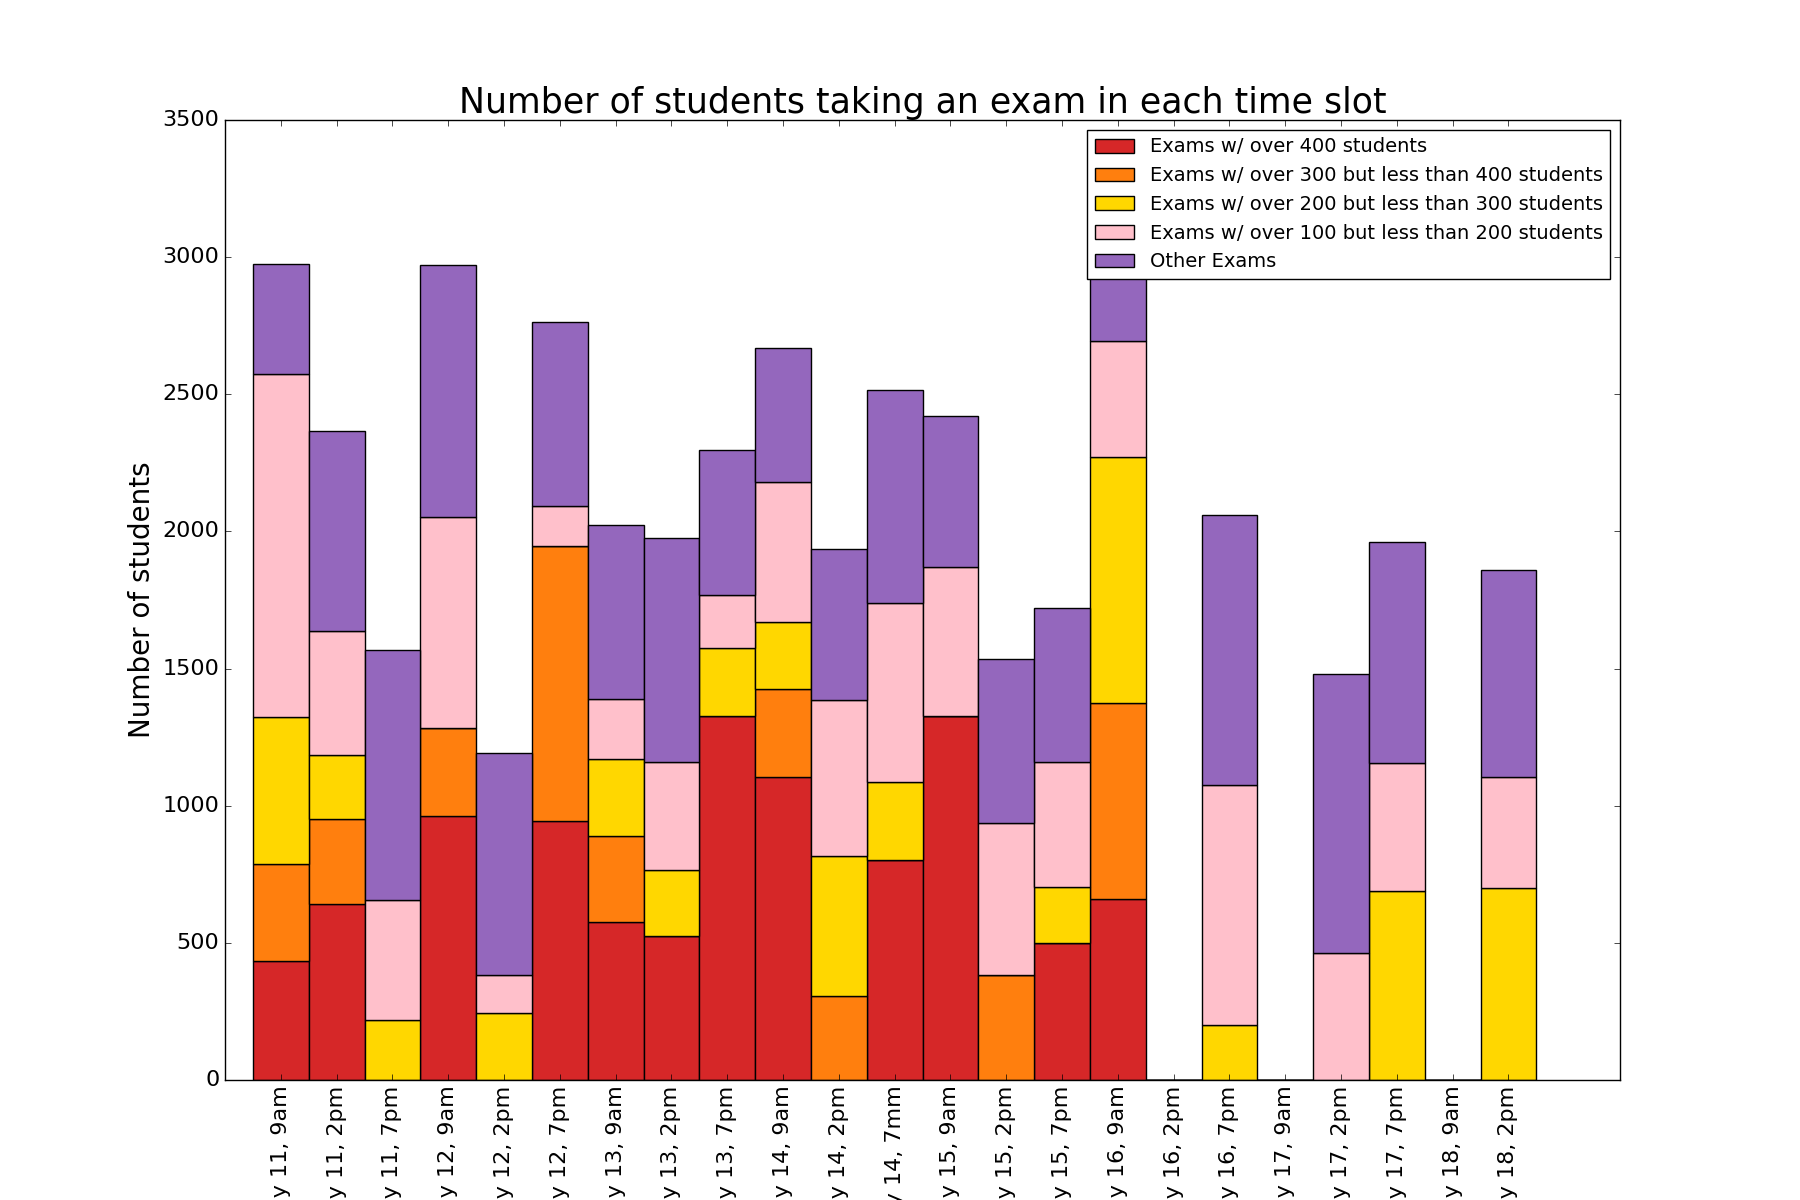 Number of students taking an exam in each time slot
3500
3000
2500
2000
1500
1000
500
0
Number of students
Exams w/ over 400 students
Exams w/ over 300 but less than 400 students
Exams w/ over 200 but less than 300 students
Exams w/ over 100 but less than 200 students
Other Exams
y 11, 9am
y 11, 2pm
y 11, 7pm
y 12, 9am
y 12, 2pm
y 12, 7pm
y 13, 9am
y 13, 2pm
y 13, 7pm
y 14, 9am
y 14, 2pm
y 14, 7mm
y 15, 9am
y 15, 2pm
y 15, 7pm
y 16, 9am
y 16, 2pm
y 16, 7pm
y 17, 9am
y 17, 2pm
y 17, 7pm
y 18, 9am
y 18, 2pm